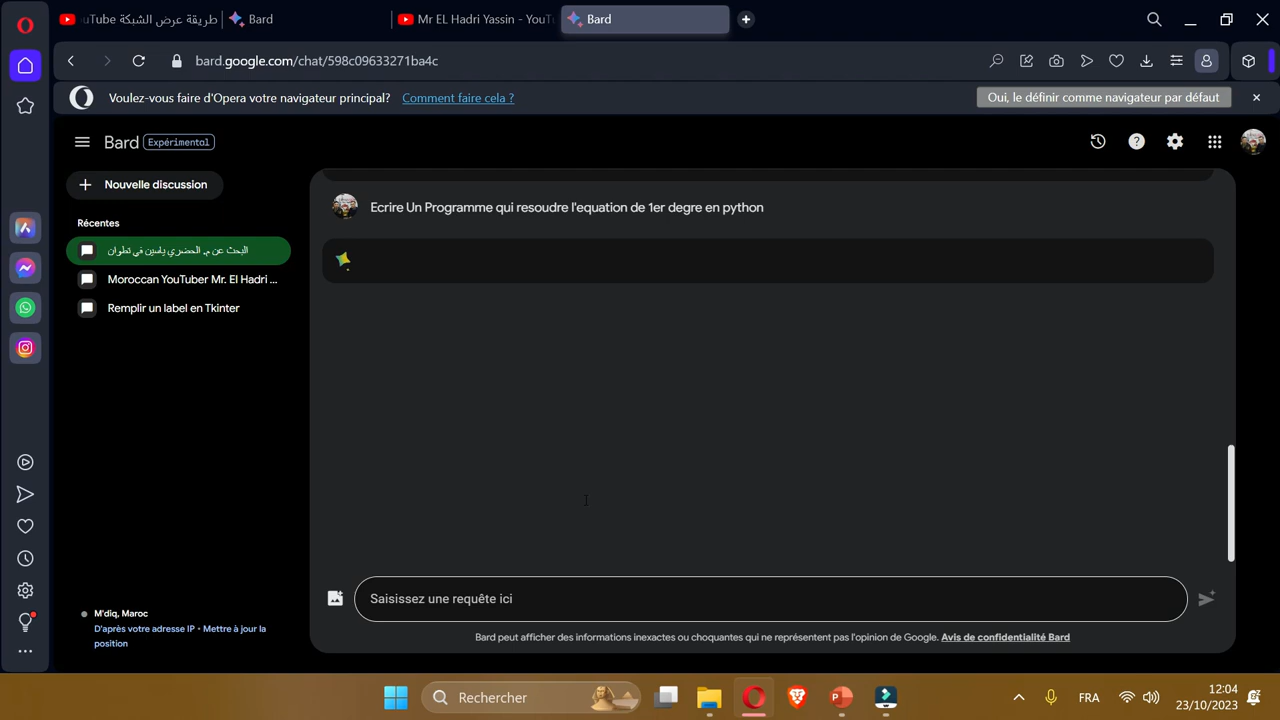 طريقة عرض الشبكة uTube
Bard
Mr EL Hadri Yassin - YouTu
Bard
bard.google.com/chat/598c09633271ba4c
Voulez-vous faire d'Opera votre navigateur principal?
Comment faire cela ?
Oui, le définir comme navigateur par défaut
Bard
Expérimental
Nouvelle discussion
Récentes
البحث عن م. الحضري ياسين في تطوان
Moroccan YouTuber Mr. El Hadri ...
Remplir un label en Tkinter
Ecrire Un Programme qui resoudre l'equation de 1er degre en python
Saisissez une requête ici
Bard peut afficher des informations inexactes ou choquantes qui ne représentent pas l'opinion de Google. Avis de confidentialité Bard
M'diq, Maroc
D'après votre adresse IP • Mettre à jour la
position
Rechercher
FRA
12:04
23/10/2023